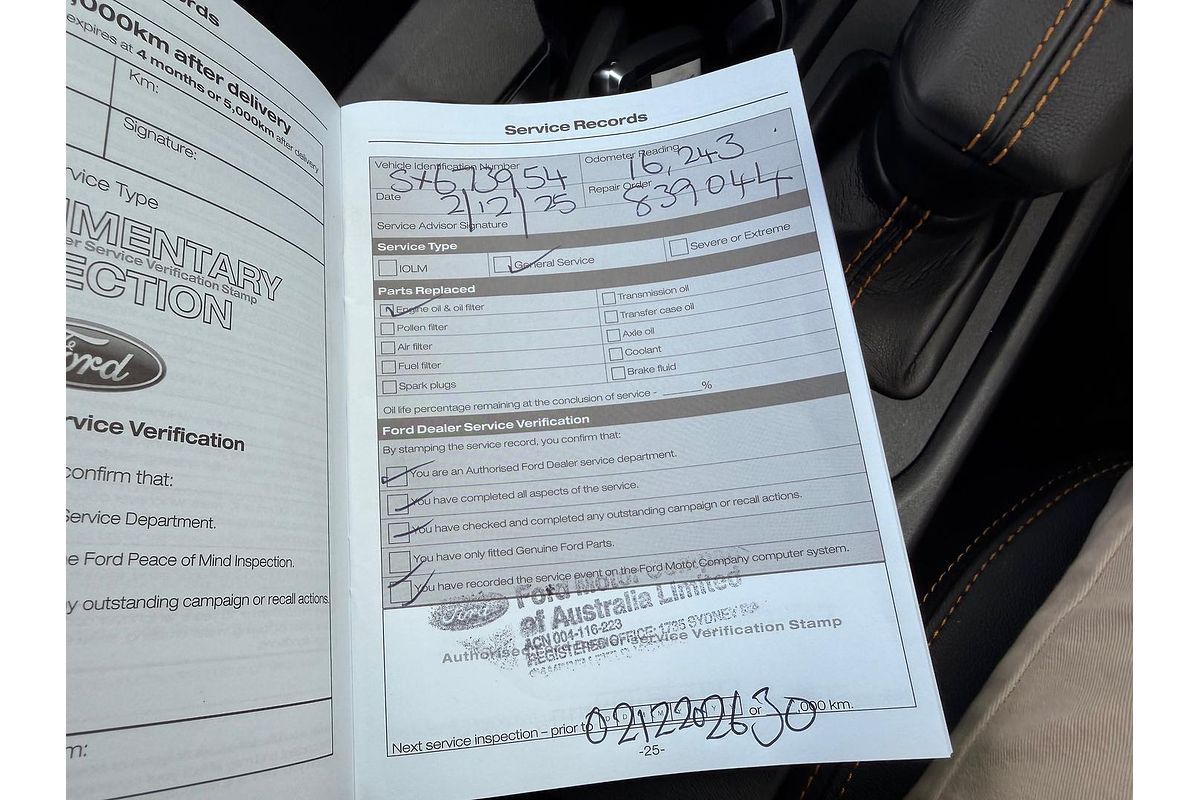 ords
,000km after delivery
expires at 4 months or 5,000km after delivery
Km:
Signature:
rvice Type
MENTARY
er Service Verification Stamp
ECTION
Ford
rvice Verification
confirm that:
Service Department.
e Ford Peace of Mind Inspection.
y outstanding campaign or recall actions.
m:
Service Records
Vehicle Identification Number
Odometer Reading
16,243
Date 2/12/25
Repair Order 839044
Service Advisor Signature
Service Type
IOLM General Service Severe or Extreme
Parts Replaced
Engine oil & oil filter Transmission oil
Pollen filter Transfer case oil
Air filter Axle oil
Fuel filter Coolant
Spark plugs Brake fluid
Oil life percentage remaining at the conclusion of service - ______%
Ford Dealer Service Verification
By stamping the service record, you confirm that:
You are an Authorised Ford Dealer service department.
You have completed all aspects of the service.
You have checked and completed any outstanding campaign or recall actions.
You have only fitted Genuine Ford Parts.
You have recorded the service event on the Ford Motor Company computer system.
Ford Ford Motor Company
of Australia Limited
ACN 004-116-223
REGISTERED OFFICE: 1735 SYDNEY Rd
Authorised Service Verification Stamp
Next service inspection – prior to 02122026 or 30,000 km.
-25-